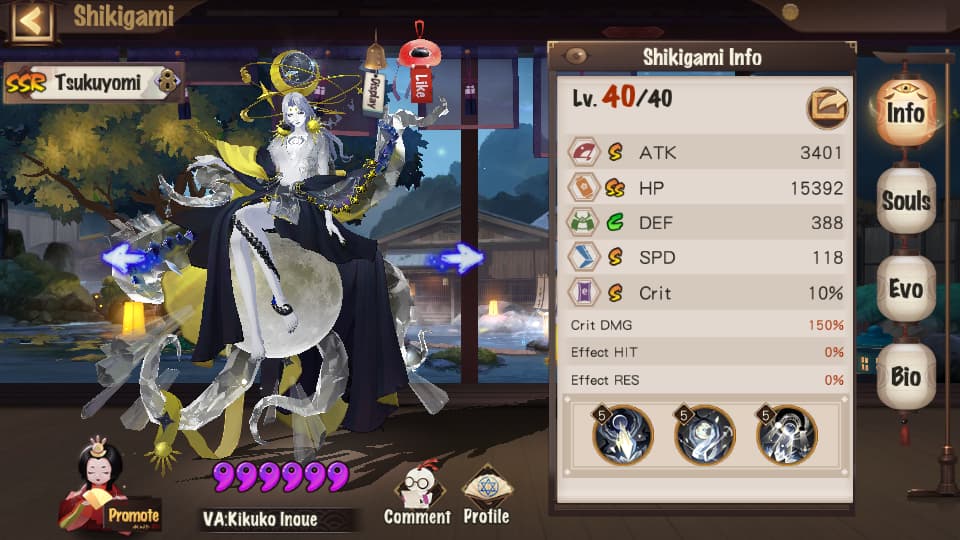 Shikigami
SSR Tsukuyomi
Display
Like
Shikigami Info
Lv. 40/40
S ATK 3401
SS HP 15392
C DEF 388
S SPD 118
S Crit 10%
Crit DMG 150%
Effect HIT 0%
Effect RES 0%
5 5 5
Info
Souls
Evo
Bio
Promote
999999
VA:Kikuko Inoue
Comment
Profile